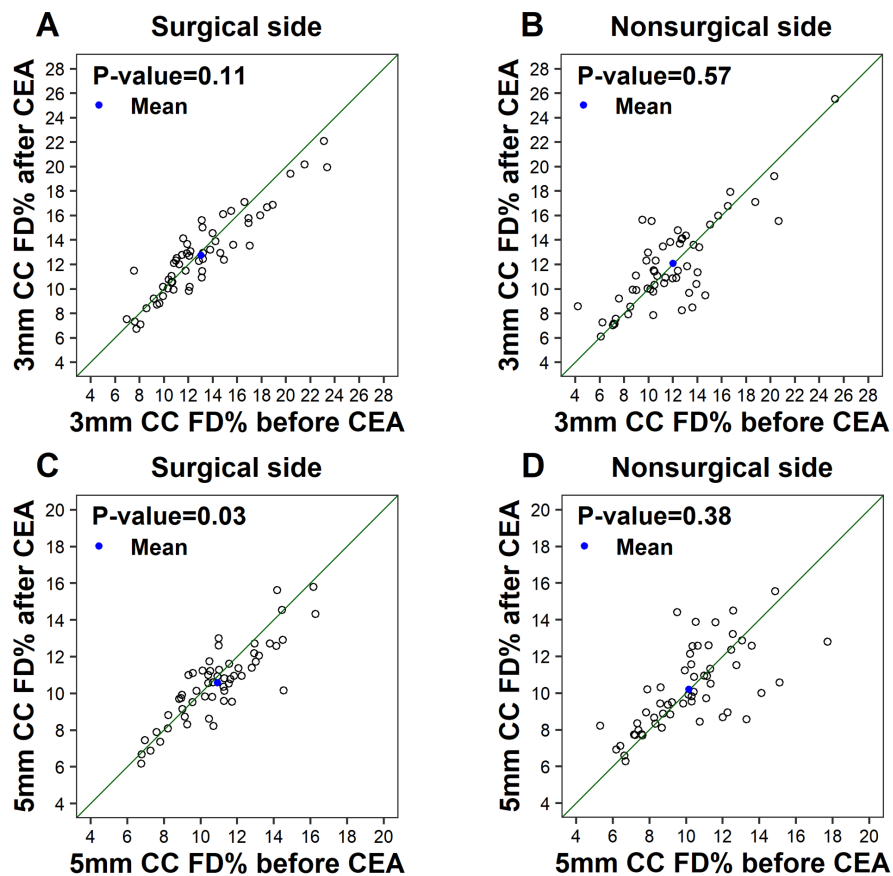 A Surgical side
P-value=0.11
Mean
28
26
24
22
20
18
16
14
12
10
8
6
4
3mm CC FD% after CEA
4 6 8 10 12 14 16 18 20 22 24 26 28
3mm CC FD% before CEA
B Nonsurgical side
P-value=0.57
Mean
28
26
24
22
20
18
16
14
12
10
8
6
4
3mm CC FD% after CEA
4 6 8 10 12 14 16 18 20 22 24 26 28
3mm CC FD% before CEA
C Surgical side
P-value=0.03
Mean
20
18
16
14
12
10
8
6
4
5mm CC FD% after CEA
4 6 8 10 12 14 16 18 20
5mm CC FD% before CEA
D Nonsurgical side
P-value=0.38
Mean
20
18
16
14
12
10
8
6
4
5mm CC FD% after CEA
4 6 8 10 12 14 16 18 20
5mm CC FD% before CEA